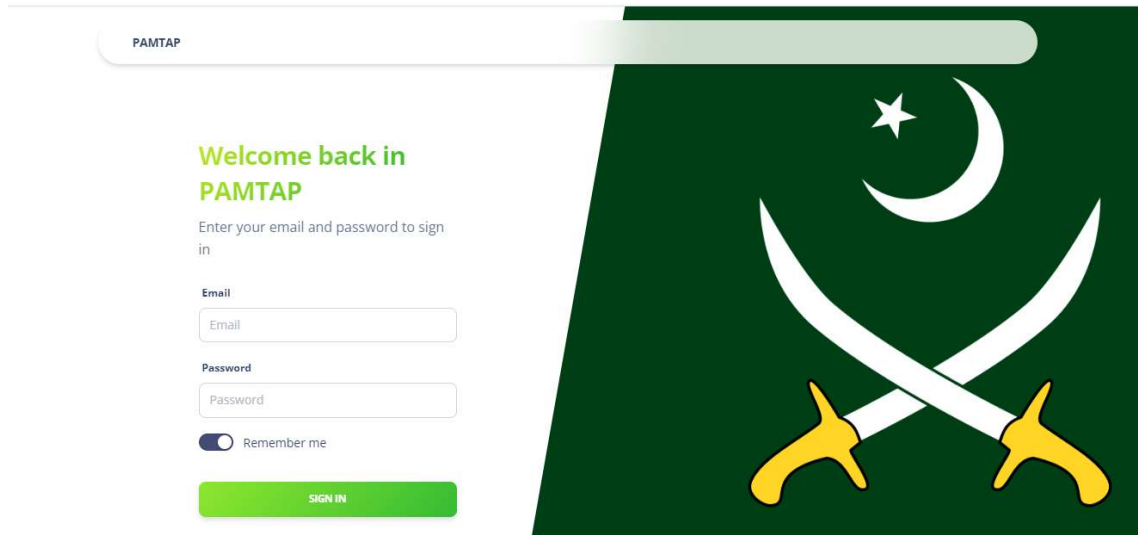 PAMTAP
Welcome back in
PAMTAP
Enter your email and password to sign
in
Email
Email
Password
Password
Remember me
SIGN IN